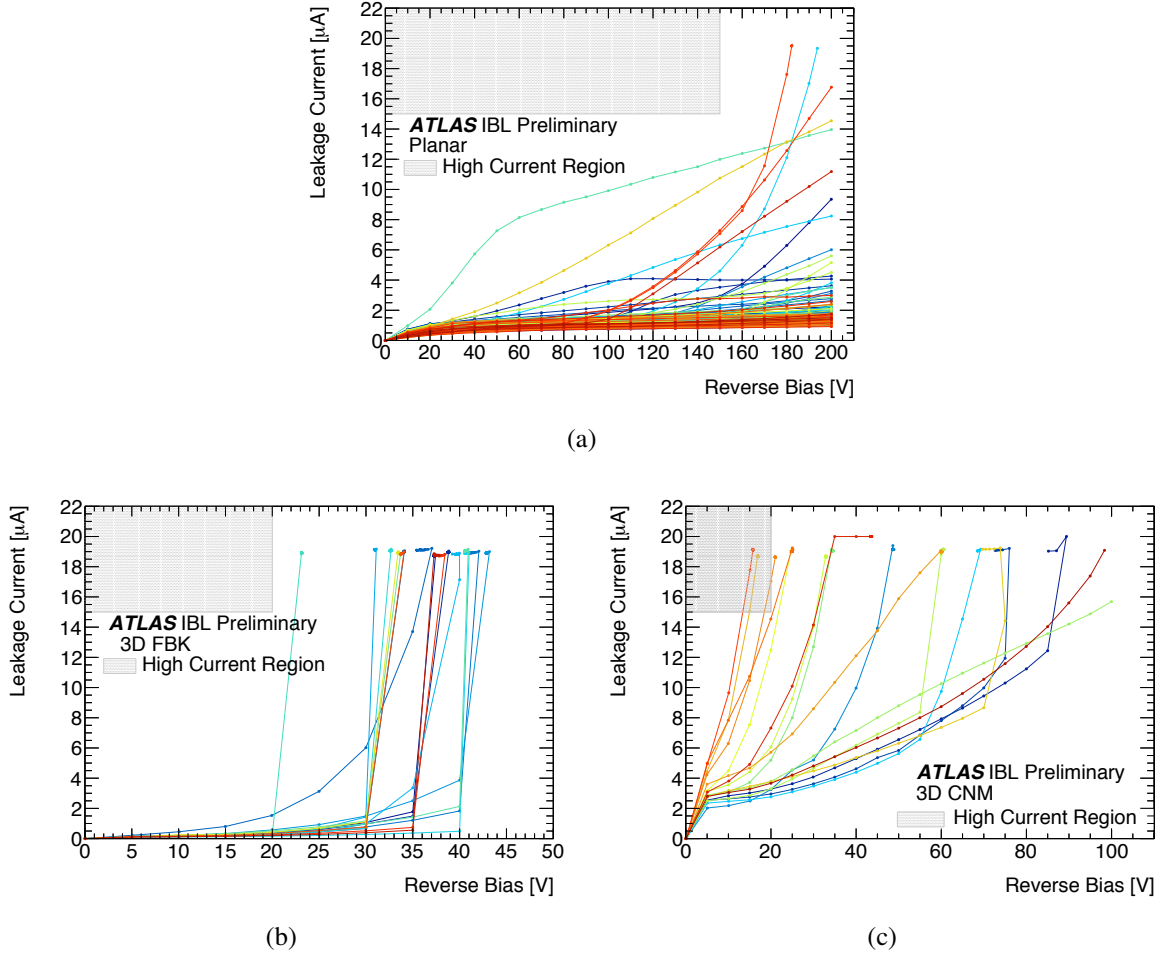 Leakage Current [μA]
22
20
18
16
14
12
10
8
6
4
2
0
ATLAS IBL Preliminary
Planar
High Current Region
20 40 60 80 100 120 140 160 180 200
Reverse Bias [V]
(a)
Leakage Current [μA]
22
20
18
16
14
12
10
8
6
4
2
0
ATLAS IBL Preliminary
3D FBK
High Current Region
0 5 10 15 20 25 30 35 40 45 50
Reverse Bias [V]
(b)
Leakage Current [μA]
22
20
18
16
14
12
10
8
6
4
2
0
ATLAS IBL Preliminary
3D CNM
High Current Region
0 20 40 60 80 100
Reverse Bias [V]
(c)